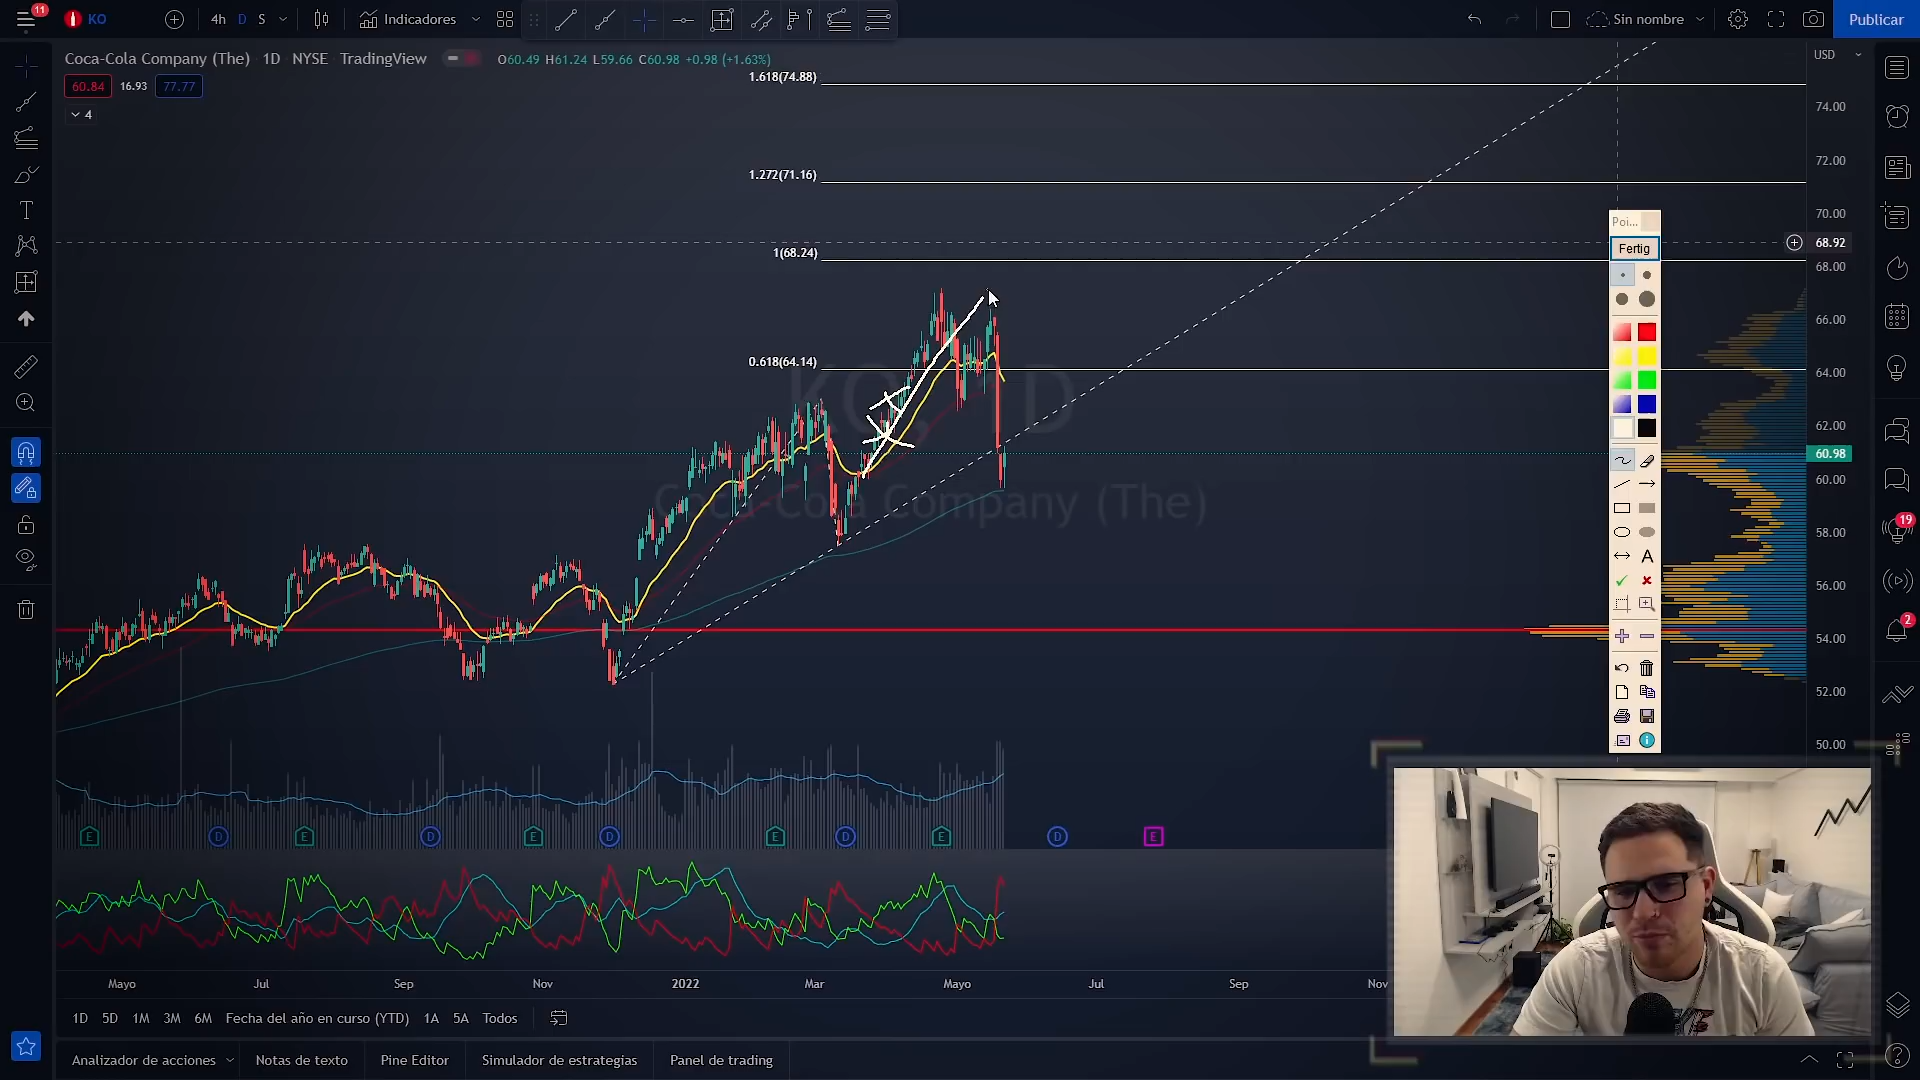 11
KO
4h D S
Indicadores
Sin nombre
Publicar
Coca-Cola Company (The) 1D NYSE TradingView
O60.49 H61.24 L59.66 C60.98 +0.98 (+1.63%)
USD
60.84 16.93 77.77
4
1.618(74.88)
74.00
72.00
1.272(71.16)
70.00
Poi...
68.92
Fertig
1(68.24)
68.00
66.00
0.618(64.14)
64.00
KO, 1D
62.00
60.98
60.00
Coca-Cola Company (The)
19
58.00
A
56.00
54.00
2
52.00
50.00
E D E D E D E D E D E
Mayo Jul Sep Nov 2022 Mar Mayo Jul Sep Nov
1D 5D 1M 3M 6M Fecha del año en curso (YTD) 1A 5A Todos
Analizador de acciones Notas de texto Pine Editor Simulador de estrategias Panel de trading